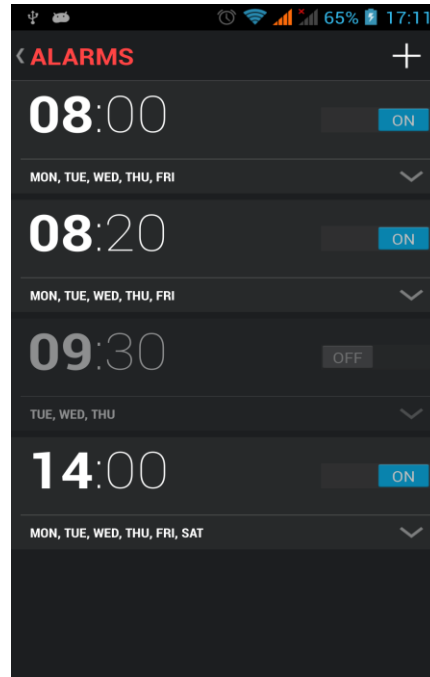 65% 17:11
ALARMS
08:00
ON
MON, TUE, WED, THU, FRI
08:20
ON
MON, TUE, WED, THU, FRI
09:30
OFF
TUE, WED, THU
14:00
ON
MON, TUE, WED, THU, FRI, SAT